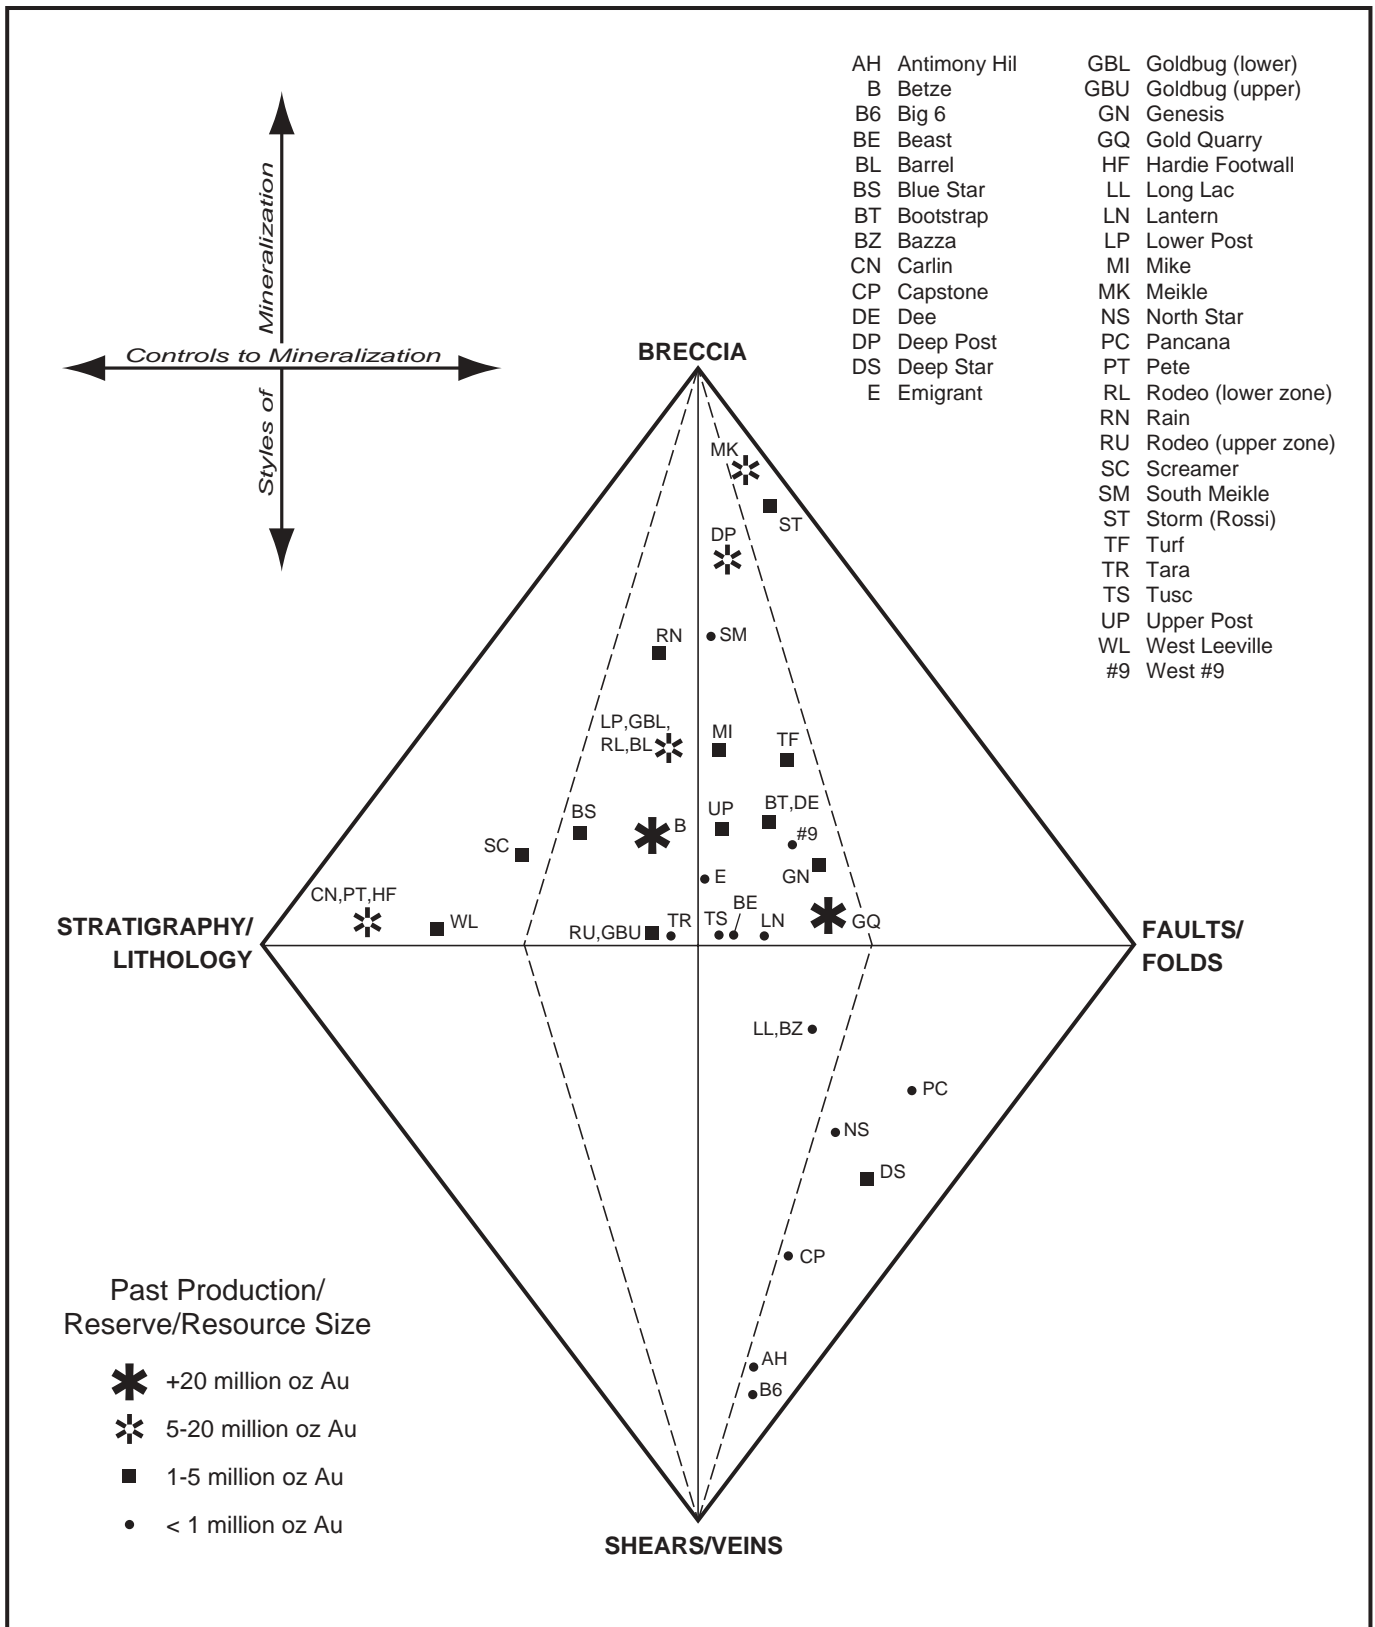 AH Antimony Hil
B Betze
B6 Big 6
BE Beast
BL Barrel
BS Blue Star
BT Bootstrap
BZ Bazza
CN Carlin
CP Capstone
DE Dee
DP Deep Post
DS Deep Star
E Emigrant
GBL Goldbug (lower)
GBU Goldbug (upper)
GN Genesis
GQ Gold Quarry
HF Hardie Footwall
LL Long Lac
LN Lantern
LP Lower Post
MI Mike
MK Meikle
NS North Star
PC Pancana
PT Pete
RL Rodeo (lower zone)
RN Rain
RU Rodeo (upper zone)
SC Screamer
SM South Meikle
ST Storm (Rossi)
TF Turf
TR Tara
TS Tusc
UP Upper Post
WL West Leeville
#9 West #9
Styles of Mineralization
Controls to Mineralization
BRECCIA
MK
ST
DP
SM
RN
LP,GBL,
RL,BL
MI
TF
BS
B
UP
BT,DE
#9
SC
E
GN
CN,PT,HF
WL
RU,GBU
TR
TS
BE
LN
GQ
STRATIGRAPHY/
LITHOLOGY
FAULTS/
FOLDS
LL,BZ
PC
NS
DS
CP
AH
B6
SHEARS/VEINS
Past Production/
Reserve/Resource Size
+20 million oz Au
5-20 million oz Au
1-5 million oz Au
< 1 million oz Au